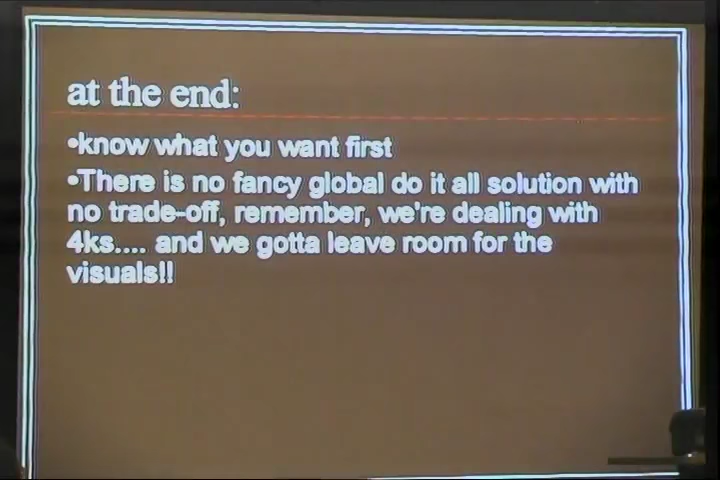 at the end:
•know what you want first
•There is no fancy global do it all solution with
no trade-off, remember, we're dealing with
4ks.... and we gotta leave room for the
visuals!!